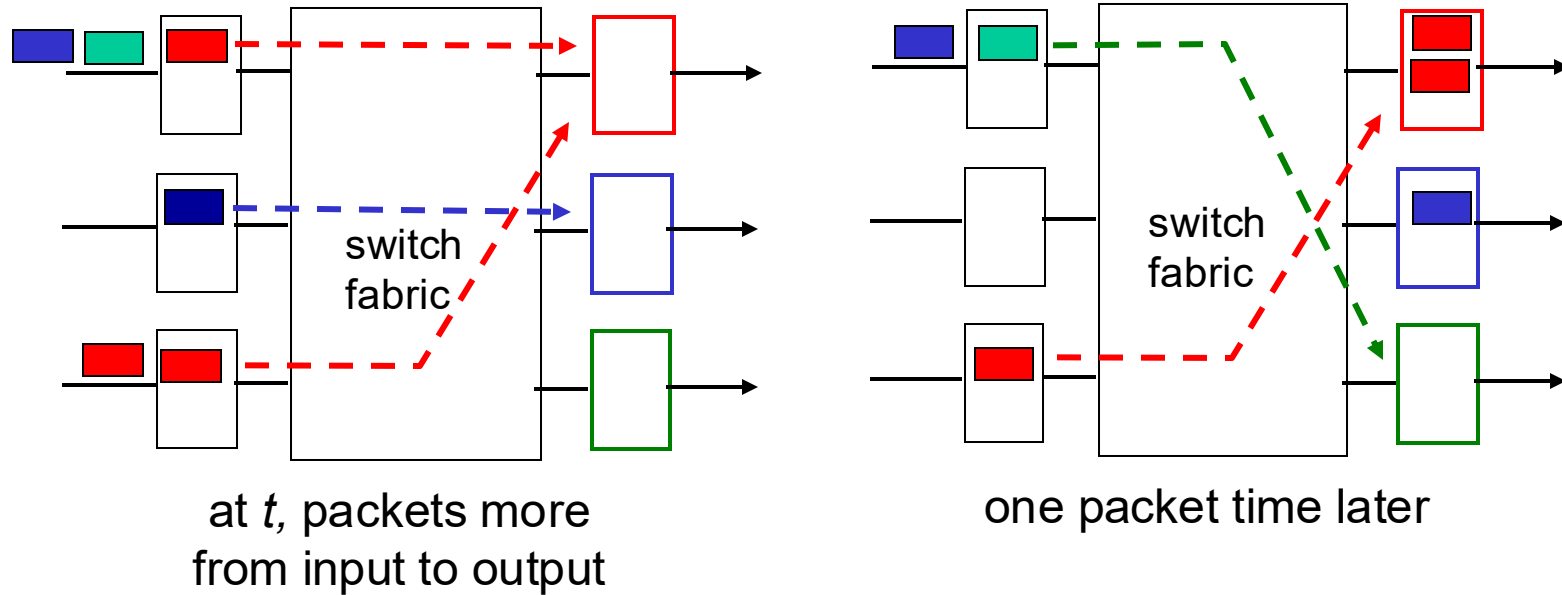 switch
fabric
at t, packets more
from input to output
switch
fabric
one packet time later